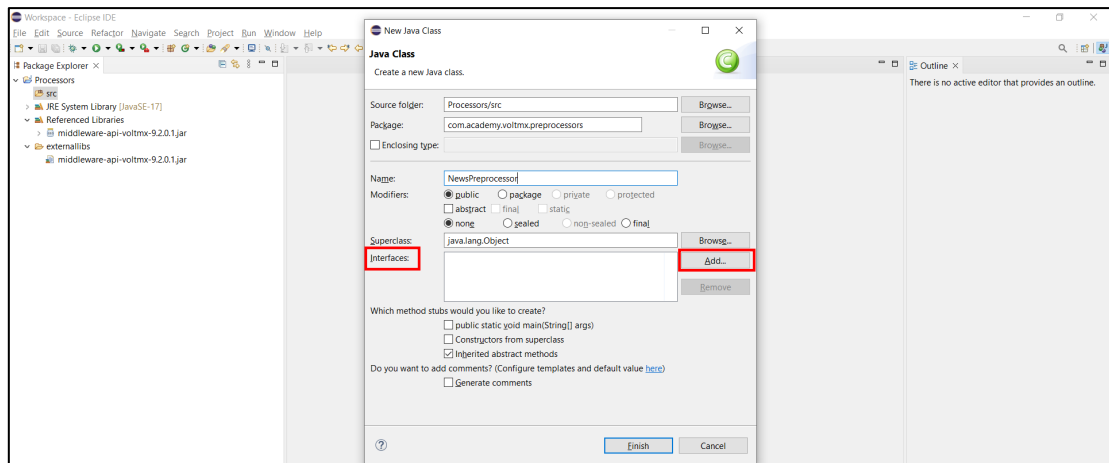 Workspace - Eclipse IDE
File Edit Source Refactor Navigate Search Project Run Window Help
Package Explorer
Processors
src
JRE System Library [JavaSE-17]
Referenced Libraries
middleware-api-voltmx-9.2.0.1.jar
externallibs
middleware-api-voltmx-9.2.0.1.jar
New Java Class
Java Class
Create a new Java class.
Source folder: Processors/src Browse...
Package: com.academy.voltmx.preprocessors Browse...
Enclosing type: Browse...
Name: NewsPreprocessor
Modifiers: public package private protected
abstract final static
none sealed non-sealed final
Superclass: java.lang.Object Browse...
Interfaces: Add...
Remove
Which method stubs would you like to create?
public static void main(String[] args)
Constructors from superclass
Inherited abstract methods
Do you want to add comments? (Configure templates and default value here)
Generate comments
Finish Cancel
Outline
There is no active editor that provides an outline.